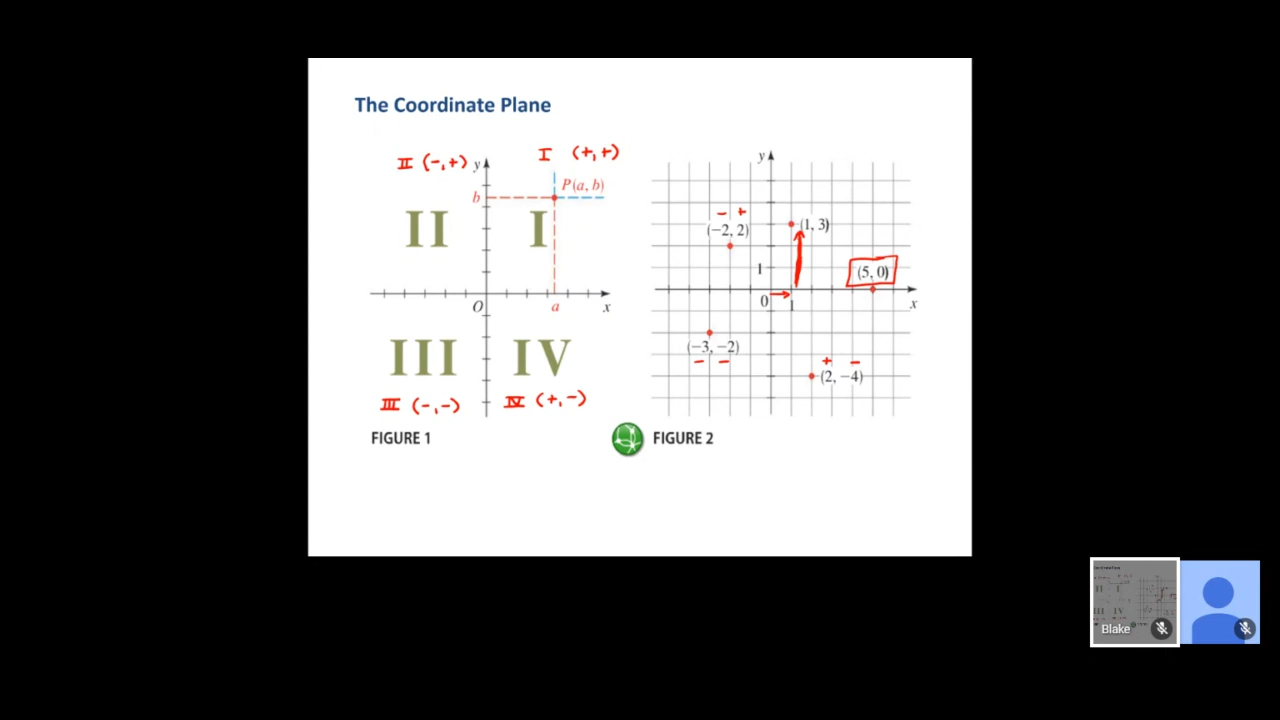 The Coordinate Plane
II (-,+)
y
I (+,+)
b
P(a, b)
II
I
O
a
x
III
IV
III (-,-)
IV (+,-)
FIGURE 1
y
- +
(−2, 2)
(1, 3)
1
(5, 0)
0
1
x
(−3, −2)
- -
+ -
(2, −4)
FIGURE 2
Blake